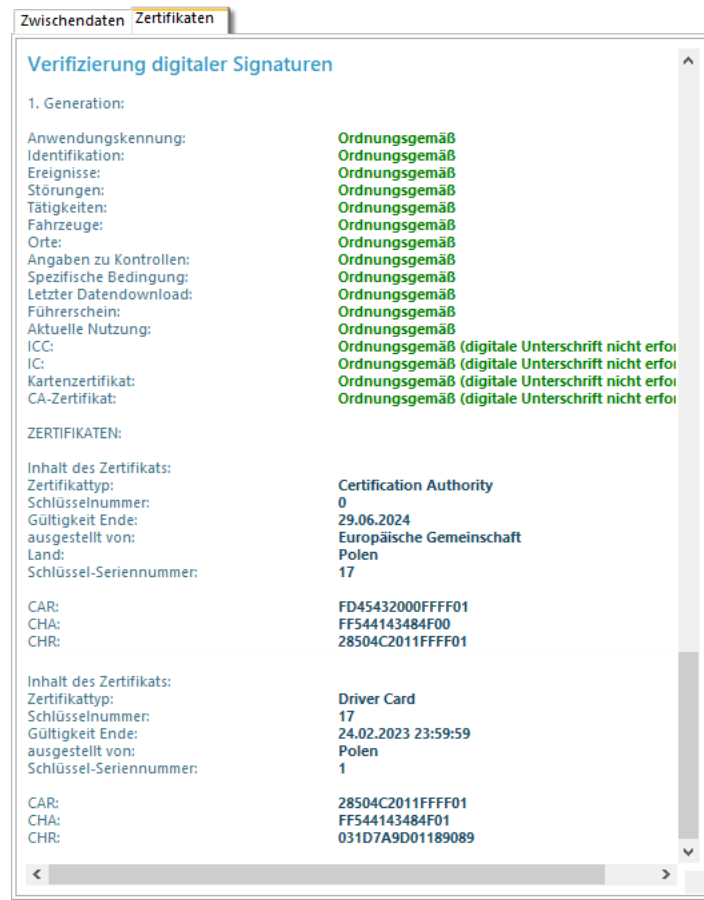 Zwischendaten Zertifikaten
Verifizierung digitaler Signaturen
1. Generation:
Anwendungskennung: Ordnungsgemäß
Identifikation: Ordnungsgemäß
Ereignisse: Ordnungsgemäß
Störungen: Ordnungsgemäß
Tätigkeiten: Ordnungsgemäß
Fahrzeuge: Ordnungsgemäß
Orte: Ordnungsgemäß
Angaben zu Kontrollen: Ordnungsgemäß
Spezifische Bedingung: Ordnungsgemäß
Letzter Datendownload: Ordnungsgemäß
Führerschein: Ordnungsgemäß
Aktuelle Nutzung: Ordnungsgemäß
ICC: Ordnungsgemäß (digitale Unterschrift nicht erfor
IC: Ordnungsgemäß (digitale Unterschrift nicht erfor
Kartenzertifikat: Ordnungsgemäß (digitale Unterschrift nicht erfor
CA-Zertifikat: Ordnungsgemäß (digitale Unterschrift nicht erfor
ZERTIFIKATEN:
Inhalt des Zertifikats:
Zertifikattyp: Certification Authority
Schlüsselnummer: 0
Gültigkeit Ende: 29.06.2024
ausgestellt von: Europäische Gemeinschaft
Land: Polen
Schlüssel-Seriennummer: 17
CAR: FD45432000FFFF01
CHA: FF544143484F00
CHR: 28504C2011FFFF01
Inhalt des Zertifikats:
Zertifikattyp: Driver Card
Schlüsselnummer: 17
Gültigkeit Ende: 24.02.2023 23:59:59
ausgestellt von: Polen
Schlüssel-Seriennummer: 1
CAR: 28504C2011FFFF01
CHA: FF544143484F01
CHR: 031D7A9D01189089